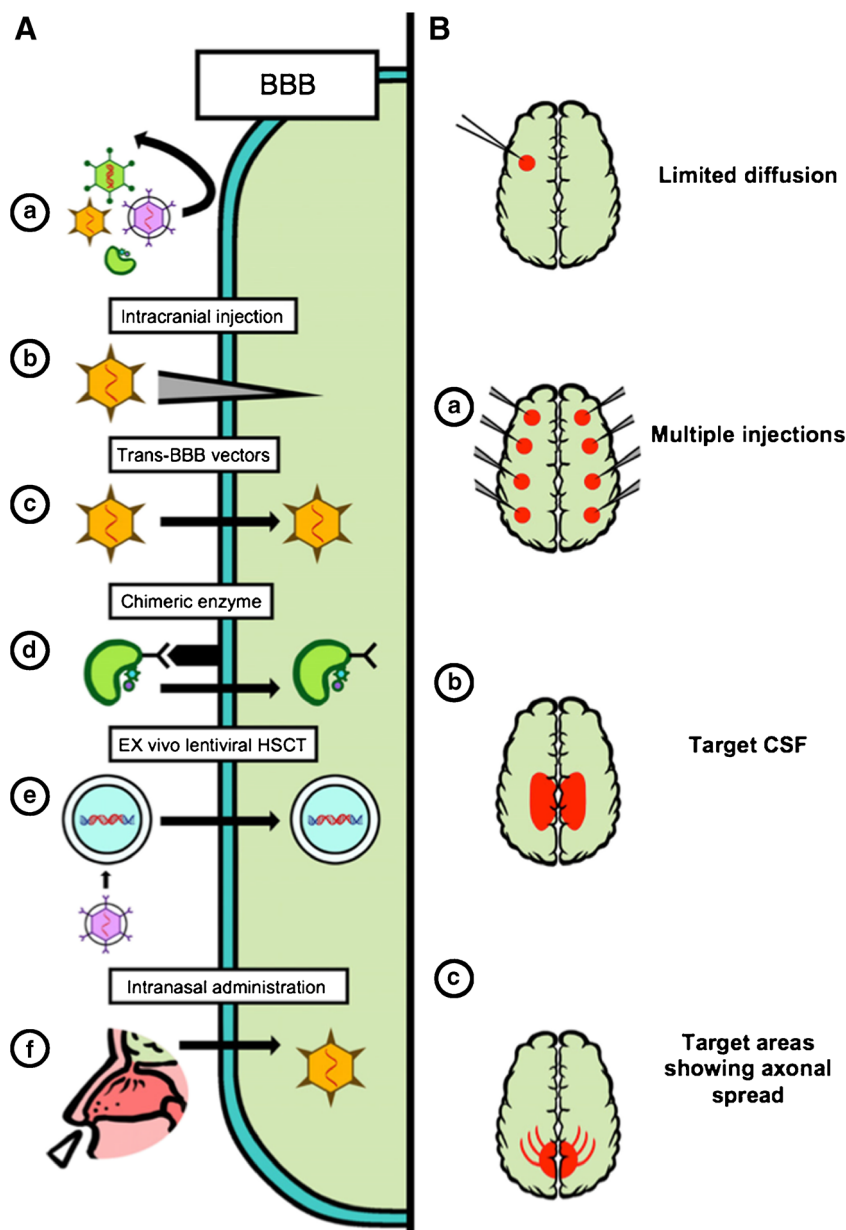 A
BBB
a
Intracranial injection
b
Trans-BBB vectors
c
Chimeric enzyme
d
EX vivo lentiviral HSCT
e
Intranasal administration
f
B
Limited diffusion
a
Multiple injections
b
Target CSF
c
Target areas
showing axonal
spread